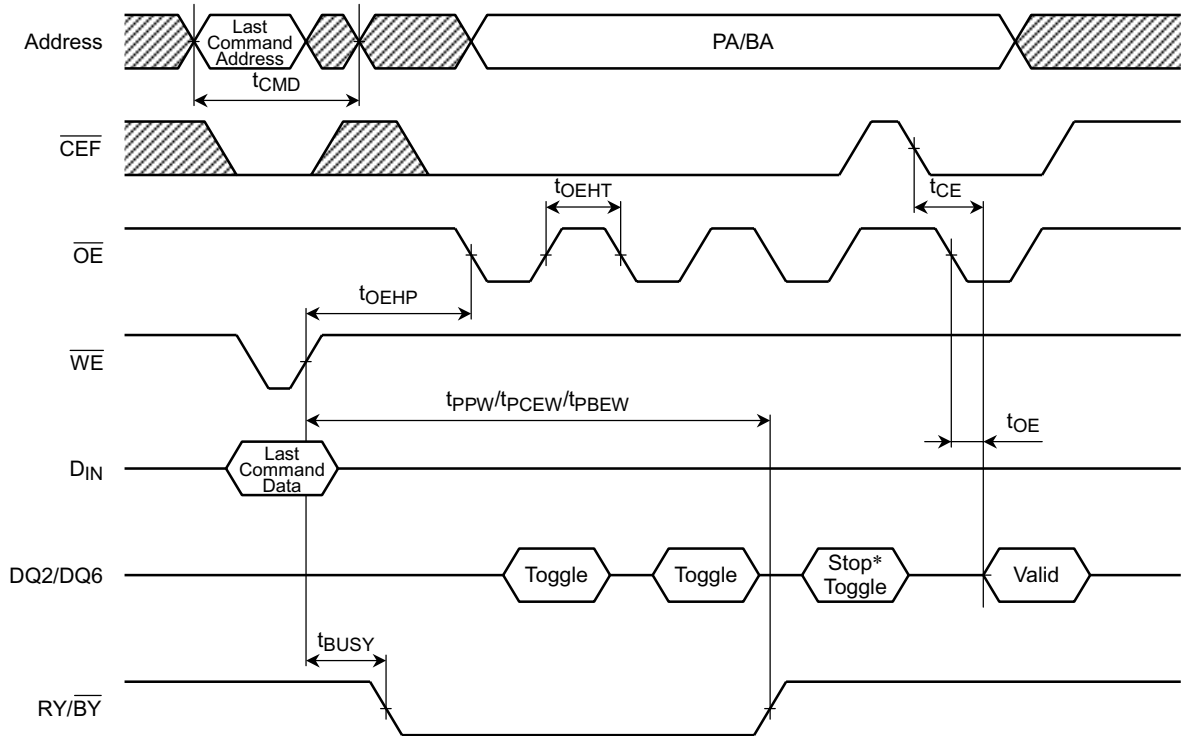 Address
Last
Command
Address
PA/BA
tCMD
CEF
tCE
tOEHT
OE
tOEHP
WE
tPPW/tPCEW/tPBEW
tOE
DIN
Last
Command
Data
DQ2/DQ6
Toggle
Toggle
Stop*
Toggle
Valid
tBUSY
RY/BY